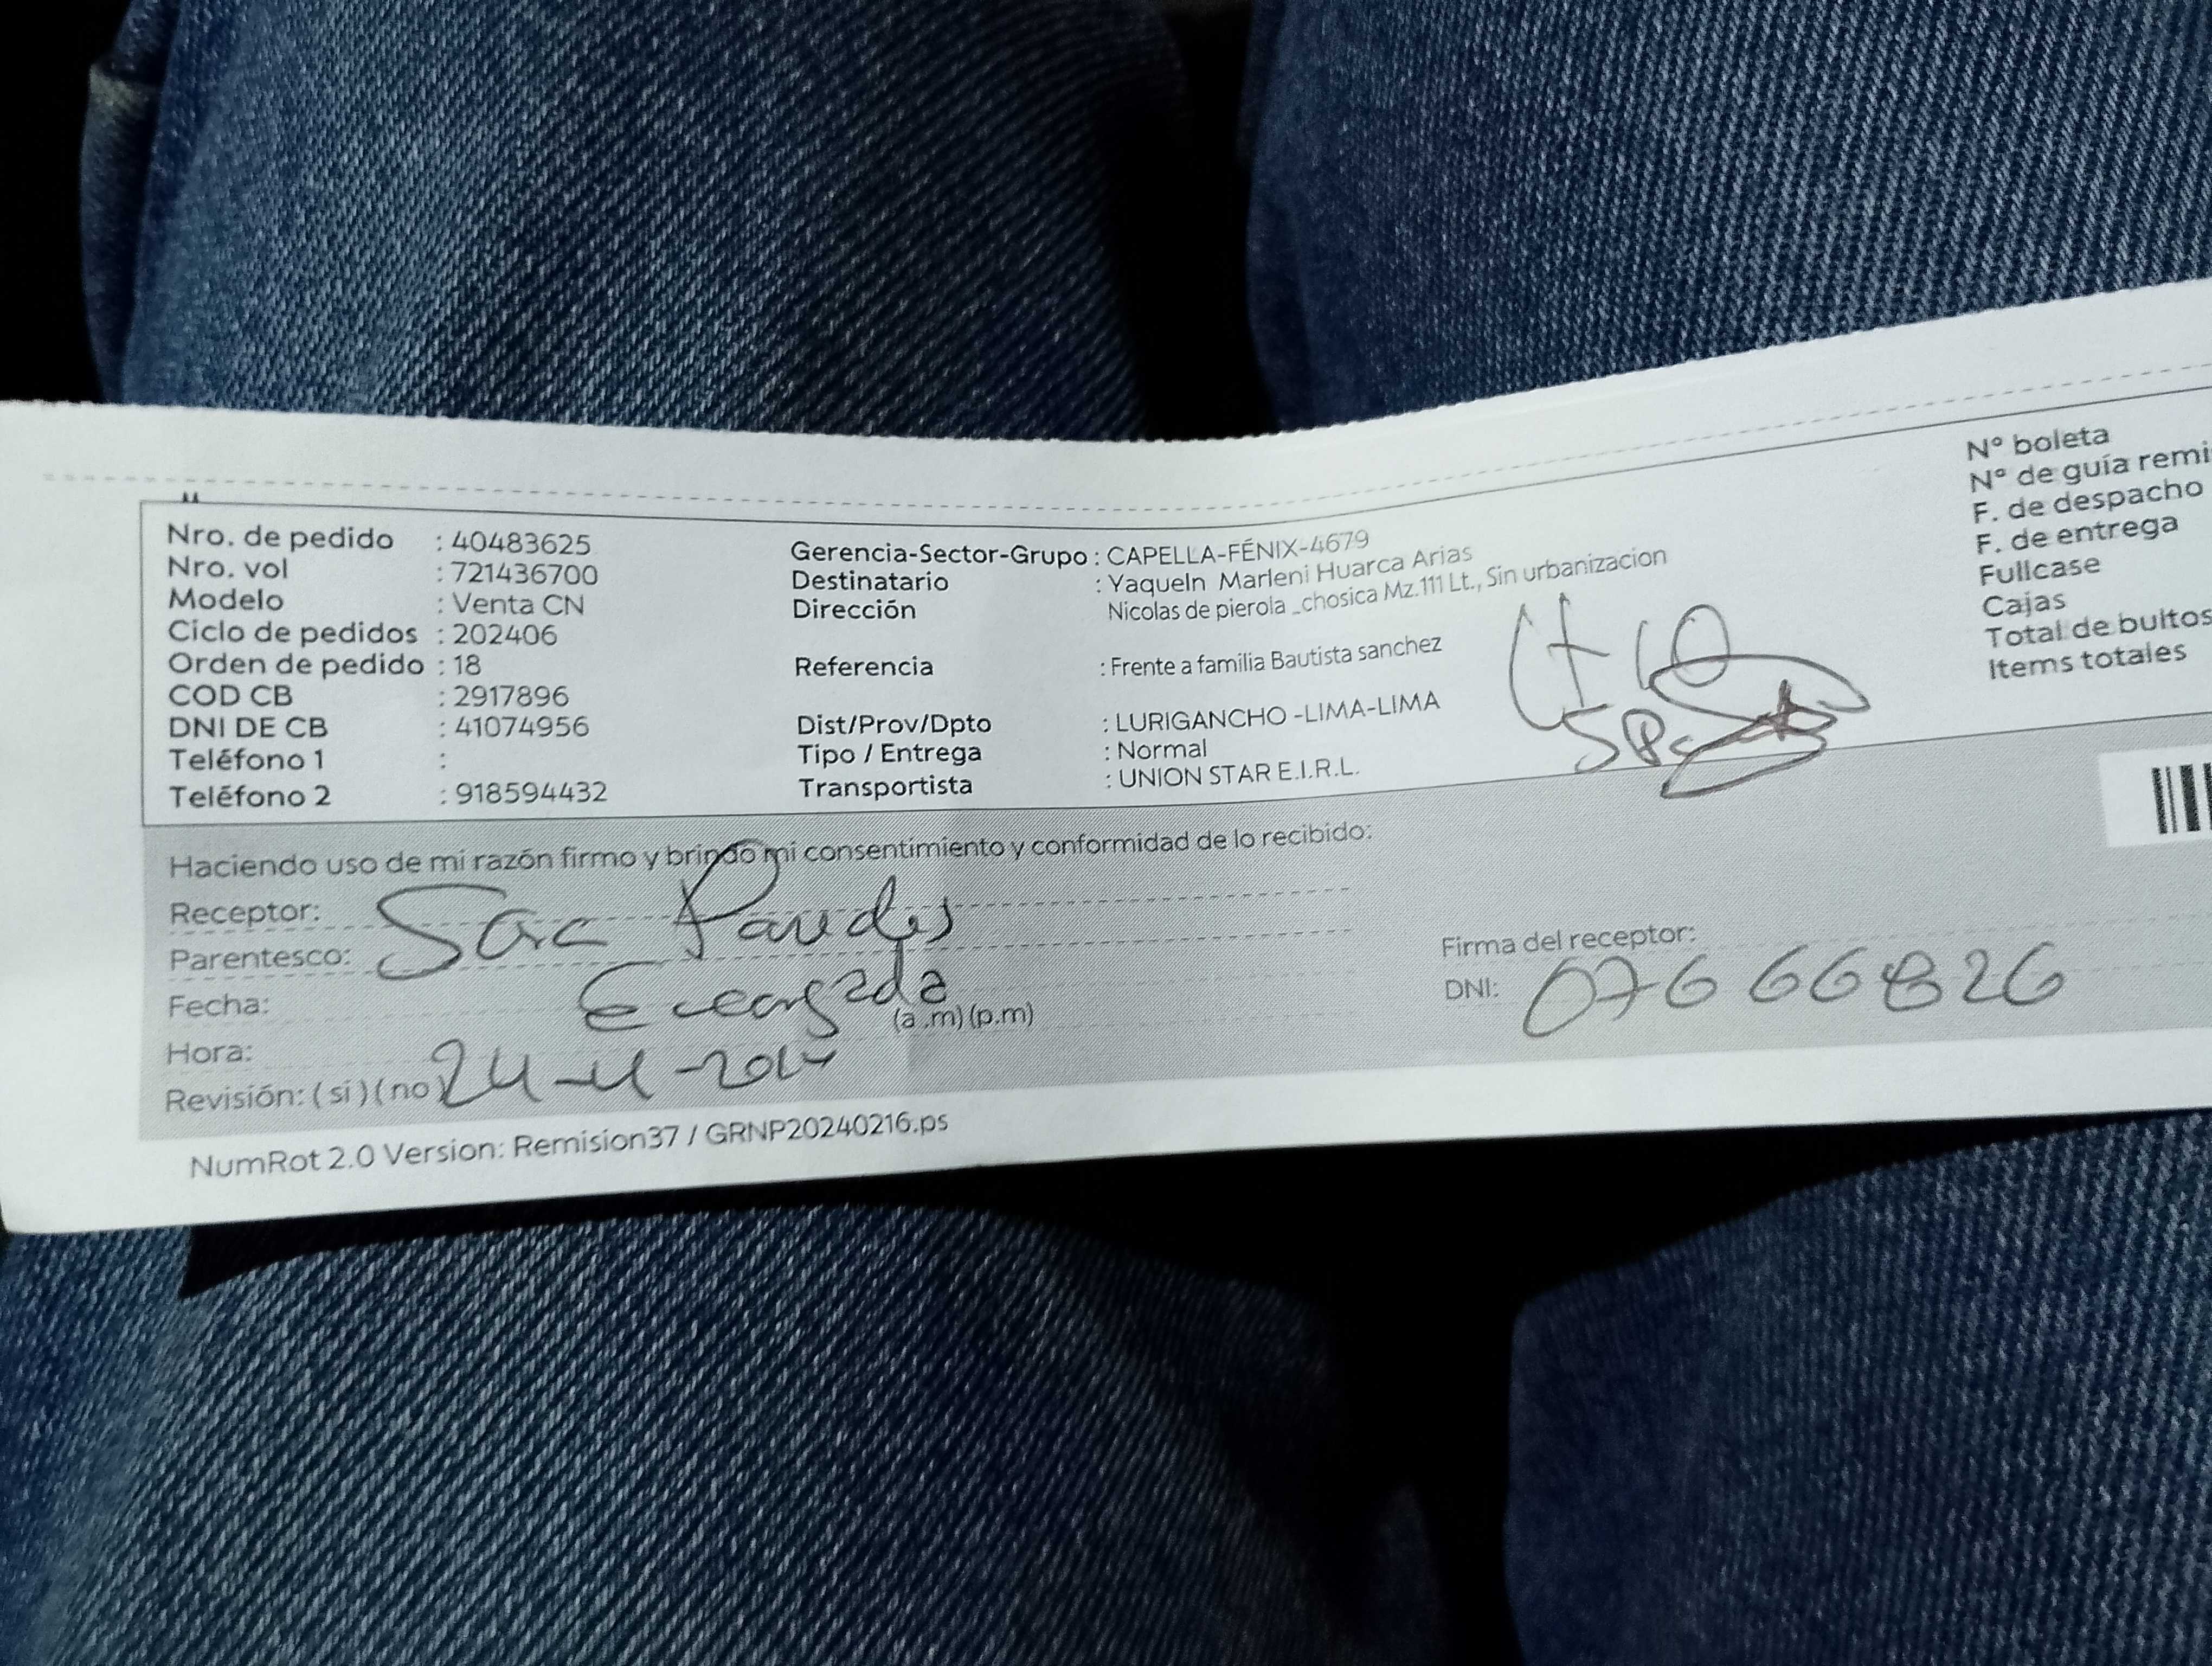 Nro. de pedido : 40483625
Nro. vol : 721436700
Modelo : Venta CN
Ciclo de pedidos : 202406
Orden de pedido : 18
COD CB : 2917896
DNI DE CB : 41074956
Teléfono 1 :
Teléfono 2 : 918594432
Gerencia-Sector-Grupo : CAPELLA-FÉNIX-4679
Destinatario : Yaqueln Marleni Huarca Arias
Dirección Nicolas de pierola _chosica Mz.111 Lt., Sin urbanizacion
Referencia : Frente a familia Bautista sanchez
Dist/Prov/Dpto : LURIGANCHO -LIMA-LIMA
Tipo / Entrega : Normal
Transportista : UNION STAR E.I.R.L.
N° boleta
N° de guía remi
F. de despacho
F. de entrega
Fullcase
Cajas
Total de bultos
Items totales
Haciendo uso de mi razón firmo y brindo mi consentimiento y conformidad de lo recibido:
Receptor:
Parentesco:
Fecha:
(a.m)(p.m)
Hora:
Revisión: (si)(no)
Firma del receptor:
DNI: 07666826
NumRot 2.0 Version: Remision37 / GRNP20240216.ps